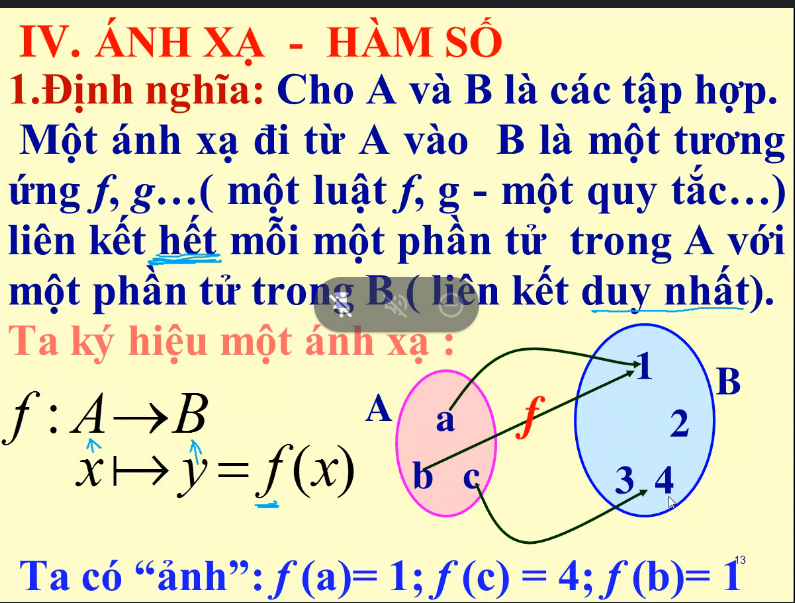 IV. ÁNH XẠ - HÀM SỐ
1.Định nghĩa: Cho A và B là các tập hợp.
Một ánh xạ đi từ A vào B là một tương
ứng f, g…( một luật f, g - một quy tắc…)
liên kết hết mỗi một phần tử trong A với
một phần tử trong B ( liên kết duy nhất).
Ta ký hiệu một ánh xạ :
f : A → B
x ↦ y = f(x)
A
a
b c
f
1
2
3 4
B
Ta có “ảnh”: f (a)= 1; f (c) = 4; f (b)= 1
13